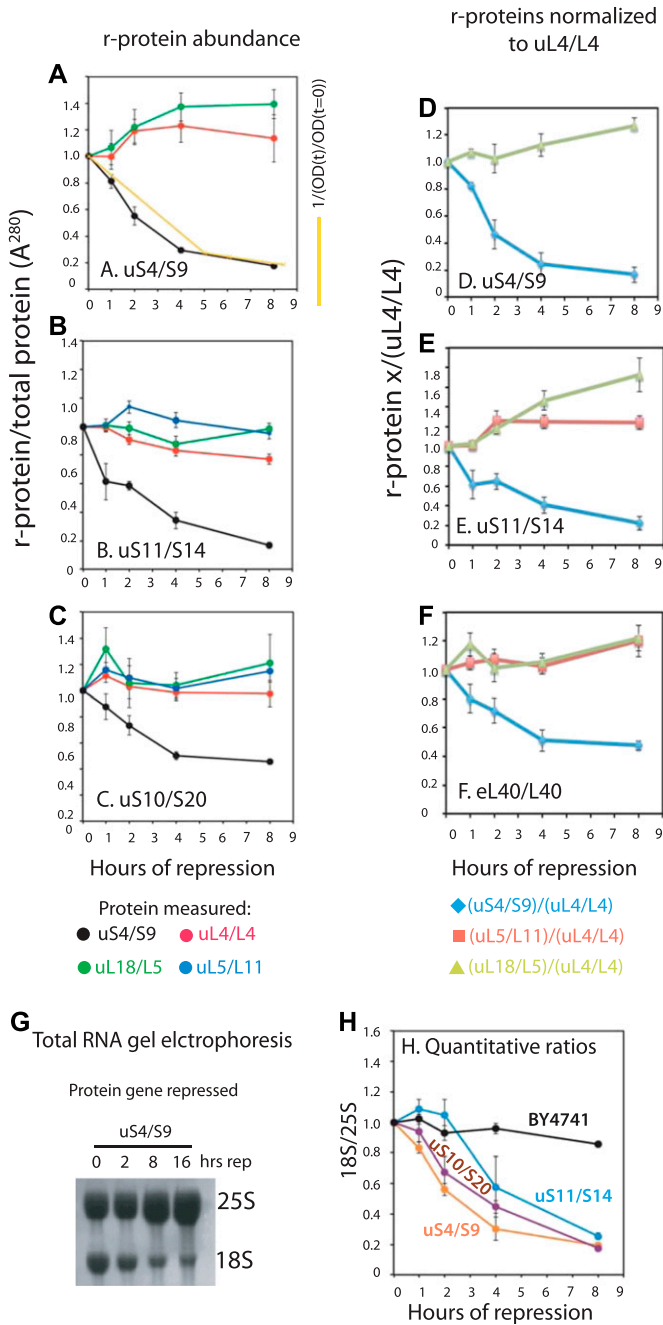 r-protein abundance
r-proteins normalized
to uL4/L4
r-protein/total protein (A280)
r-protein x/(uL4/L4)
1/(OD(t)/OD(t=0))
A
1.4
1.2
1.0
0.8
0.6
0.4
0.2
0
A. uS4/S9
0 1 2 3 4 5 6 7 8 9
B
1.4
1.2
1.0
0.8
0.6
0.4
0.2
0
B. uS11/S14
0 1 2 3 4 5 6 7 8 9
C
1.4
1.2
1.0
0.6
0.4
0.2
0
C. uS10/S20
0 1 2 3 4 5 6 7 8 9
Hours of repression
Protein measured:
uS4/S9
uL4/L4
uL18/L5
uL5/L11
D
1.2
1.0
0.8
0.6
0.4
0.2
0
D. uS4/S9
0 1 2 3 4 5 6 7 8 9
E
1.8
1.6
1.4
1.2
1.0
0.8
0.6
0.4
0.2
0
E. uS11/S14
0 1 2 3 4 5 6 7 8 9
F
1.2
1.0
0.8
0.6
0.4
0.2
0
F. eL40/L40
0 1 2 3 4 5 6 7 8 9
Hours of repression
(uS4/S9)/(uL4/L4)
(uL5/L11)/(uL4/L4)
(uL18/L5)/(uL4/L4)
G
Total RNA gel elctrophoresis
Protein gene repressed
uS4/S9
0 2 8 16 hrs rep
25S
18S
H
H. Quantitative ratios
18S/25S
1.6
1.4
1.2
1.0
0.8
0.6
0.4
0.2
0
BY4741
uS10/S20
uS11/S14
uS4/S9
0 1 2 3 4 5 6 7 8 9
Hours of repression